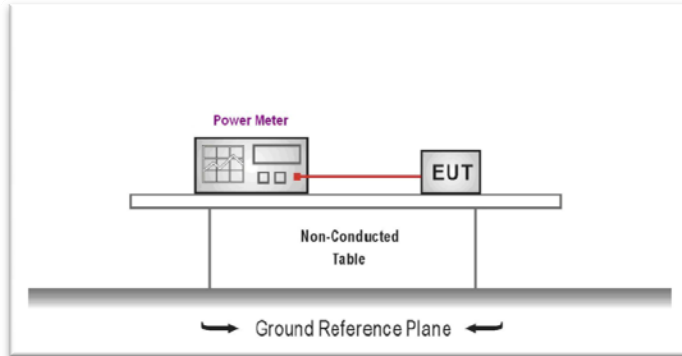 Power Meter
EUT
Non-Conducted
Table
Ground Reference Plane